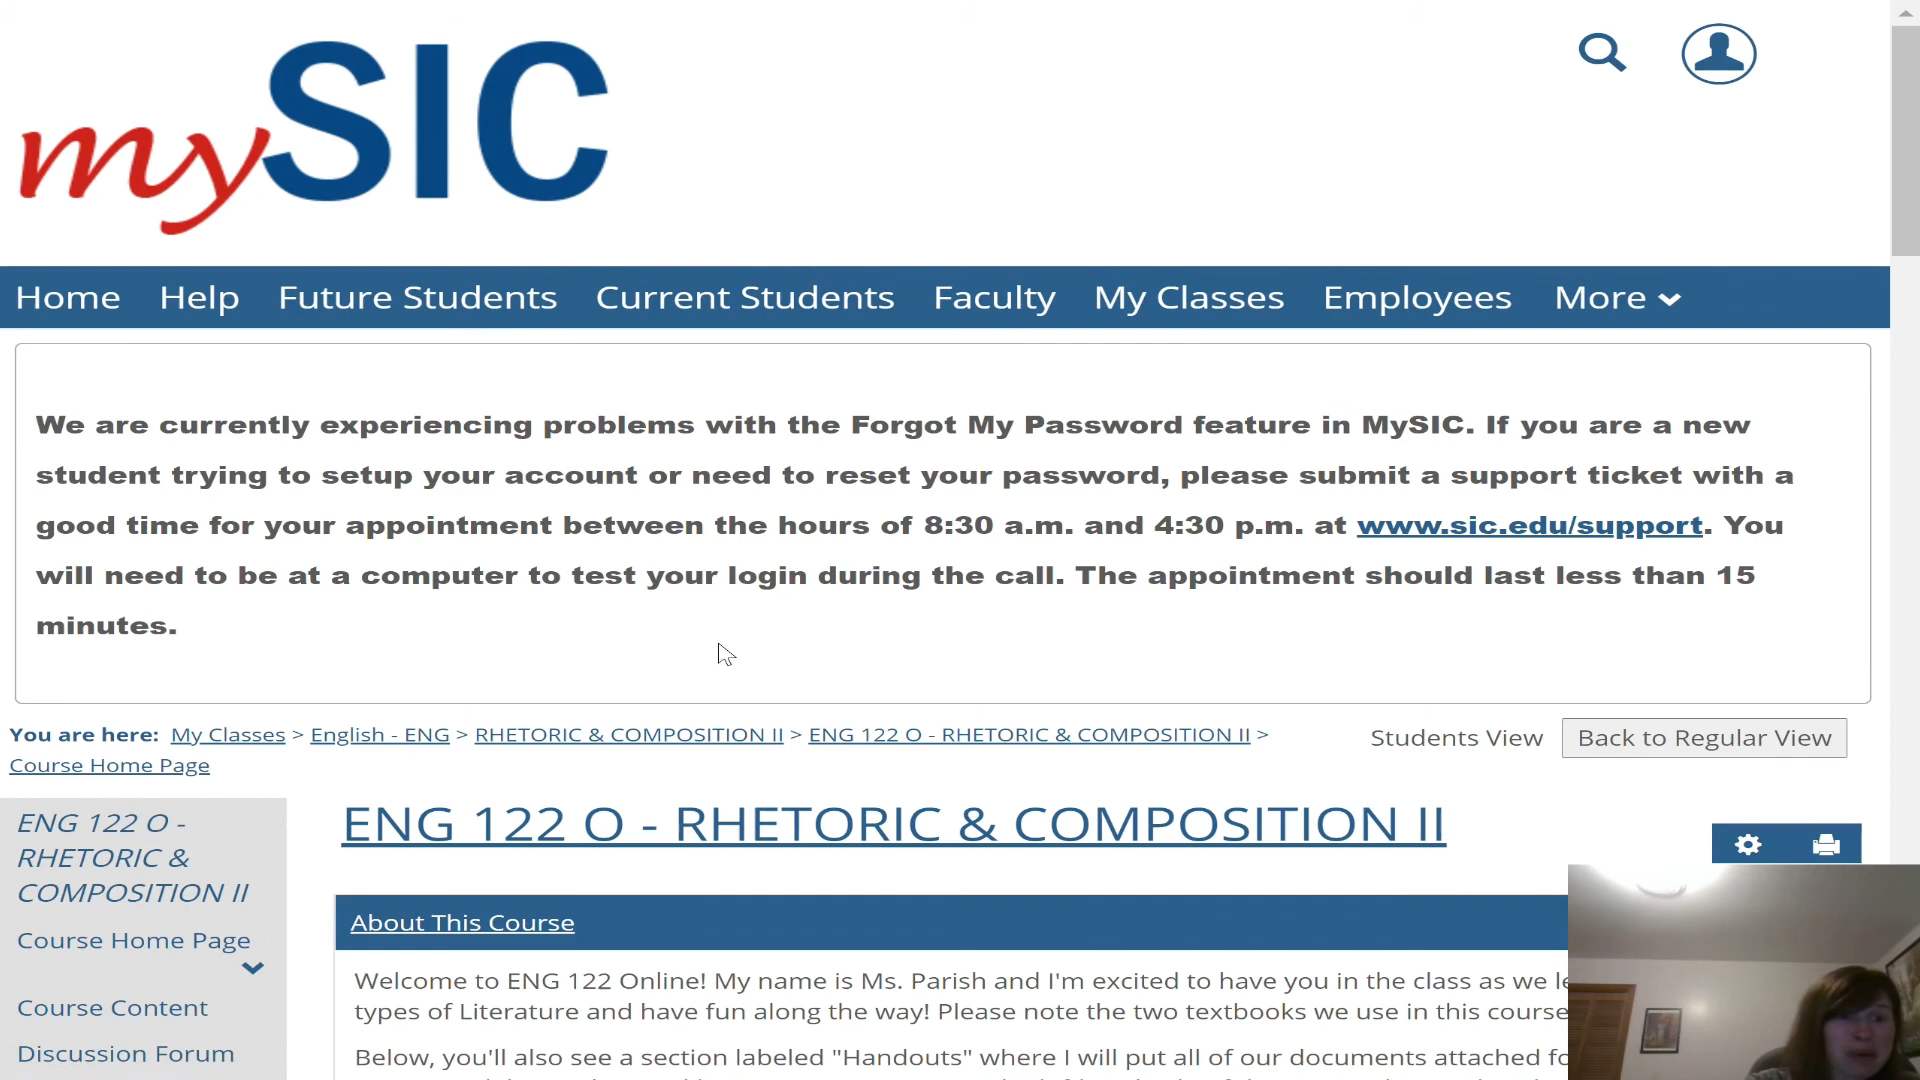 mySIC
Home Help Future Students Current Students Faculty My Classes Employees More
We are currently experiencing problems with the Forgot My Password feature in MySIC. If you are a new
student trying to setup your account or need to reset your password, please submit a support ticket with a
good time for your appointment between the hours of 8:30 a.m. and 4:30 p.m. at www.sic.edu/support. You
will need to be at a computer to test your login during the call. The appointment should last less than 15
minutes.
You are here: My Classes > English - ENG > RHETORIC & COMPOSITION II > ENG 122 O - RHETORIC & COMPOSITION II >
Course Home Page
Students View Back to Regular View
ENG 122 O -
RHETORIC &
COMPOSITION II
Course Home Page
Course Content
Discussion Forum
ENG 122 O - RHETORIC & COMPOSITION II
About This Course
Welcome to ENG 122 Online! My name is Ms. Parish and I'm excited to have you in the class as we
types of Literature and have fun along the way! Please note the two textbooks we use in this course
Below, you'll also see a section labeled "Handouts" where I will put all of our documents attached